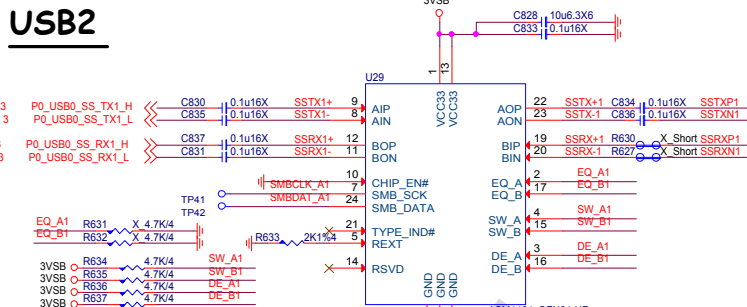 USB2
3VSB
C828 10u6.3X6
C833 0.1u16X
U29
1 13
VCC33 VCC33
3 P0_USB0_SS_TX1_H C830 0.1u16X SSTX1+ 9 AIP AOP 22 SSTX+1 C834 0.1u16X SSTXP1
3 P0_USB0_SS_TX1_L C835 0.1u16X SSTX1- 8 AIN AON 23 SSTX-1 C836 0.1u16X SSTXN1
P0_USB0_SS_RX1_H C837 0.1u16X SSRX1+ 12 BOP BIP 19 SSRX+1 R630 X_Short SSRXP1
3 P0_USB0_SS_RX1_L C831 0.1u16X SSRX1- 11 BON BIN 20 SSRX-1 R627 X_Short SSRXN1
10 CHIP_EN# EQ_A 2 EQ_A1
TP41 SMBCLK_A1 7 SMB_SCK EQ_B 17 EQ_B1
TP42 SMBDAT_A1 24 SMB_DATA
SW_A 4 SW_A1
EQ_A1 R631 X_4.7K/4 21 TYPE_IND# SW_B 15 SW_B1
EQ_B1 R632 X_4.7K/4 R633 2K1%4 5 REXT
DE_A 3 DE_A1
3VSB R634 4.7K/4 SW_A1 14 RSVD DE_B 16 DE_B1
3VSB R635 4.7K/4 SW_B1
3VSB R636 4.7K/4 DE_A1
3VSB R637 4.7K/4 DE_B1
GND GND GND